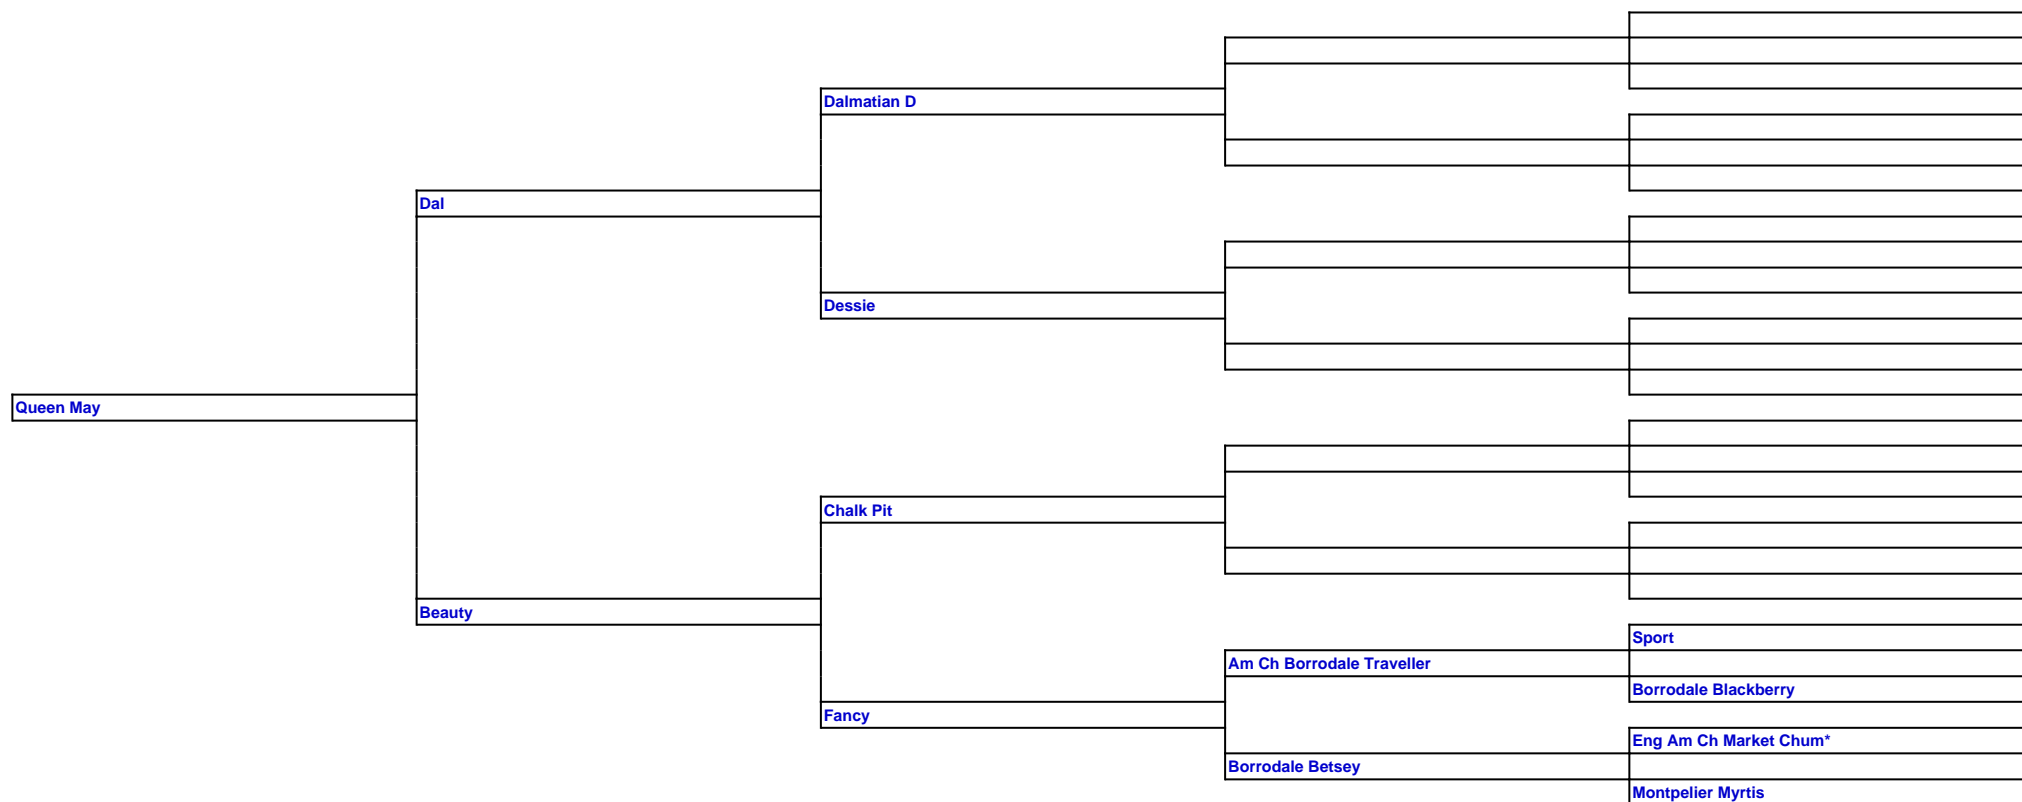 Dalmatian D
Dal
Dessie
Queen May
Chalk Pit
Beauty
Sport
Am Ch Borrodale Traveller
Borrodale Blackberry
Fancy
Eng Am Ch Market Chum*
Borrodale Betsey
Montpelier Myrtis